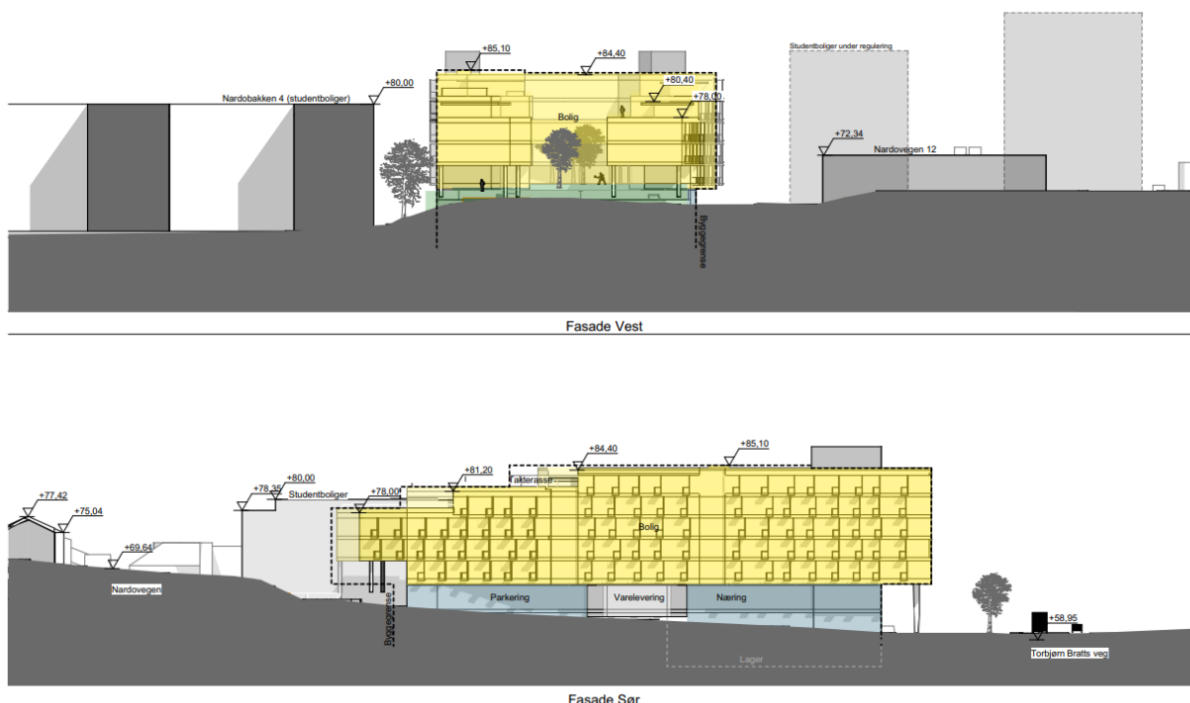 +85,10
+84,40
Studentboliger under regulering
+80,00
+80,40
Nardobakken 4 (studentboliger)
+78,00
Bolig
+72,34
Nardovegen 12
Byggegrense
Fasade Vest
+84,40
+85,10
+81,20
Takterasse
+80,00
+78,35
Studentboliger
+78,00
+77,42
+75,04
Bolig
+69,64
Nardovegen
Parkering
Varelevering
Næring
Byggegrense
+58,95
Torbjørn Bratts veg
Lager
Fasade Sør